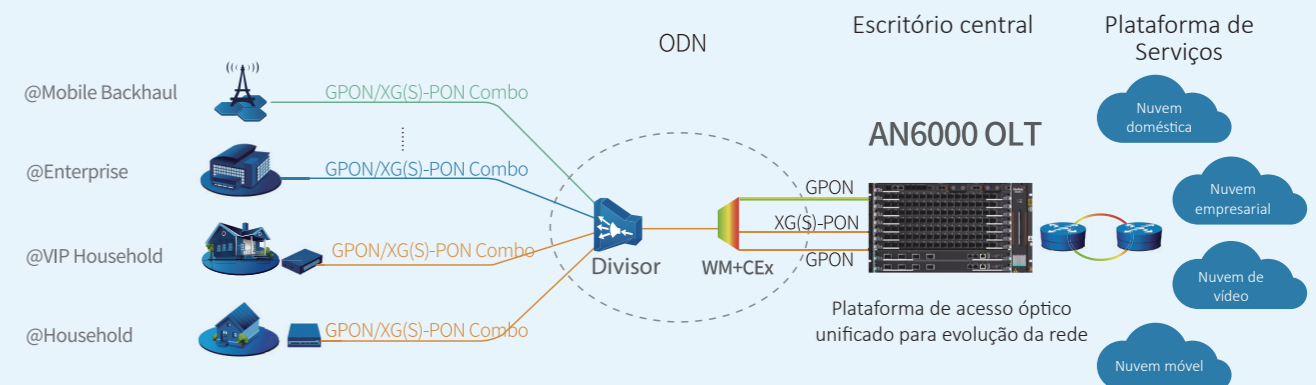 ODN
Escritório central
Plataforma de
Serviços
@Mobile Backhaul
GPON/XG(S)-PON Combo
@Enterprise
GPON/XG(S)-PON Combo
@VIP Household
GPON/XG(S)-PON Combo
@Household
GPON/XG(S)-PON Combo
Divisor
WM+CEx
GPON
XG(S)-PON
GPON
AN6000 OLT
Plataforma de acesso óptico
unificado para evolução da rede
Nuvem
doméstica
Nuvem
empresarial
Nuvem de
vídeo
Nuvem móvel